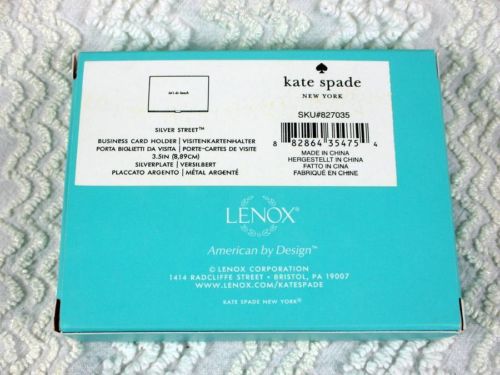 let's do lunch
SILVER STREET™
BUSINESS CARD HOLDER | VISITENKARTENHALTER
PORTA BIGLIETTI DA VISITA | PORTE-CARTES DE VISITE
3.5IN (8,89CM)
SILVERPLATE | VERSILBERT
PLACCATO ARGENTO | MÉTAL ARGENTÉ
kate spade
NEW YORK
SKU#827035
8 82864 35475 4
MADE IN CHINA
HERGESTELLT IN CHINA
FATTO IN CINA
FABRIQUÉ EN CHINE
LENOX®
American by Design™
© LENOX CORPORATION
1414 RADCLIFFE STREET • BRISTOL, PA 19007
WWW.LENOX.COM/KATESPADE
KATE SPADE NEW YORK®